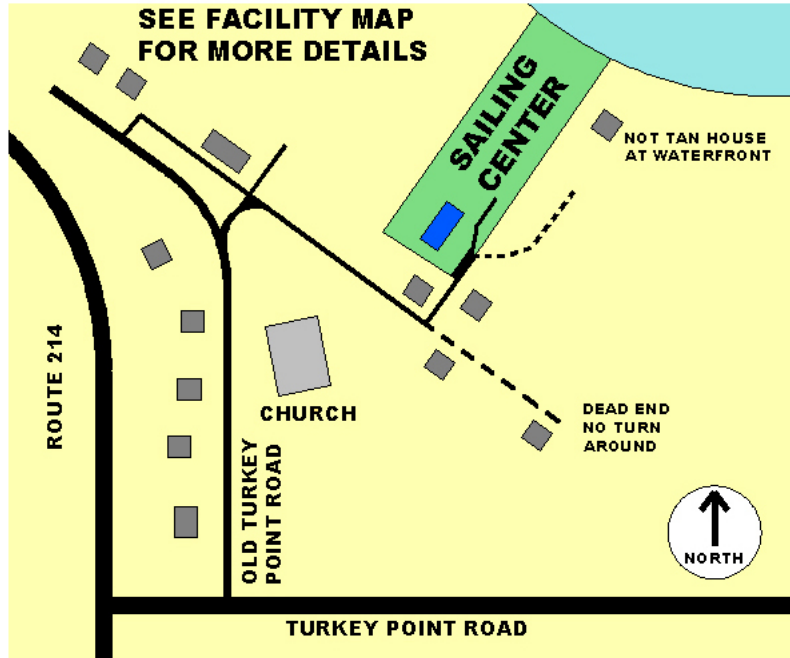 SEE FACILITY MAP
FOR MORE DETAILS
SAILING
CENTER
NOT TAN HOUSE
AT WATERFRONT
ROUTE 214
CHURCH
OLD TURKEY
POINT ROAD
DEAD END
NO TURN
AROUND
NORTH
TURKEY POINT ROAD